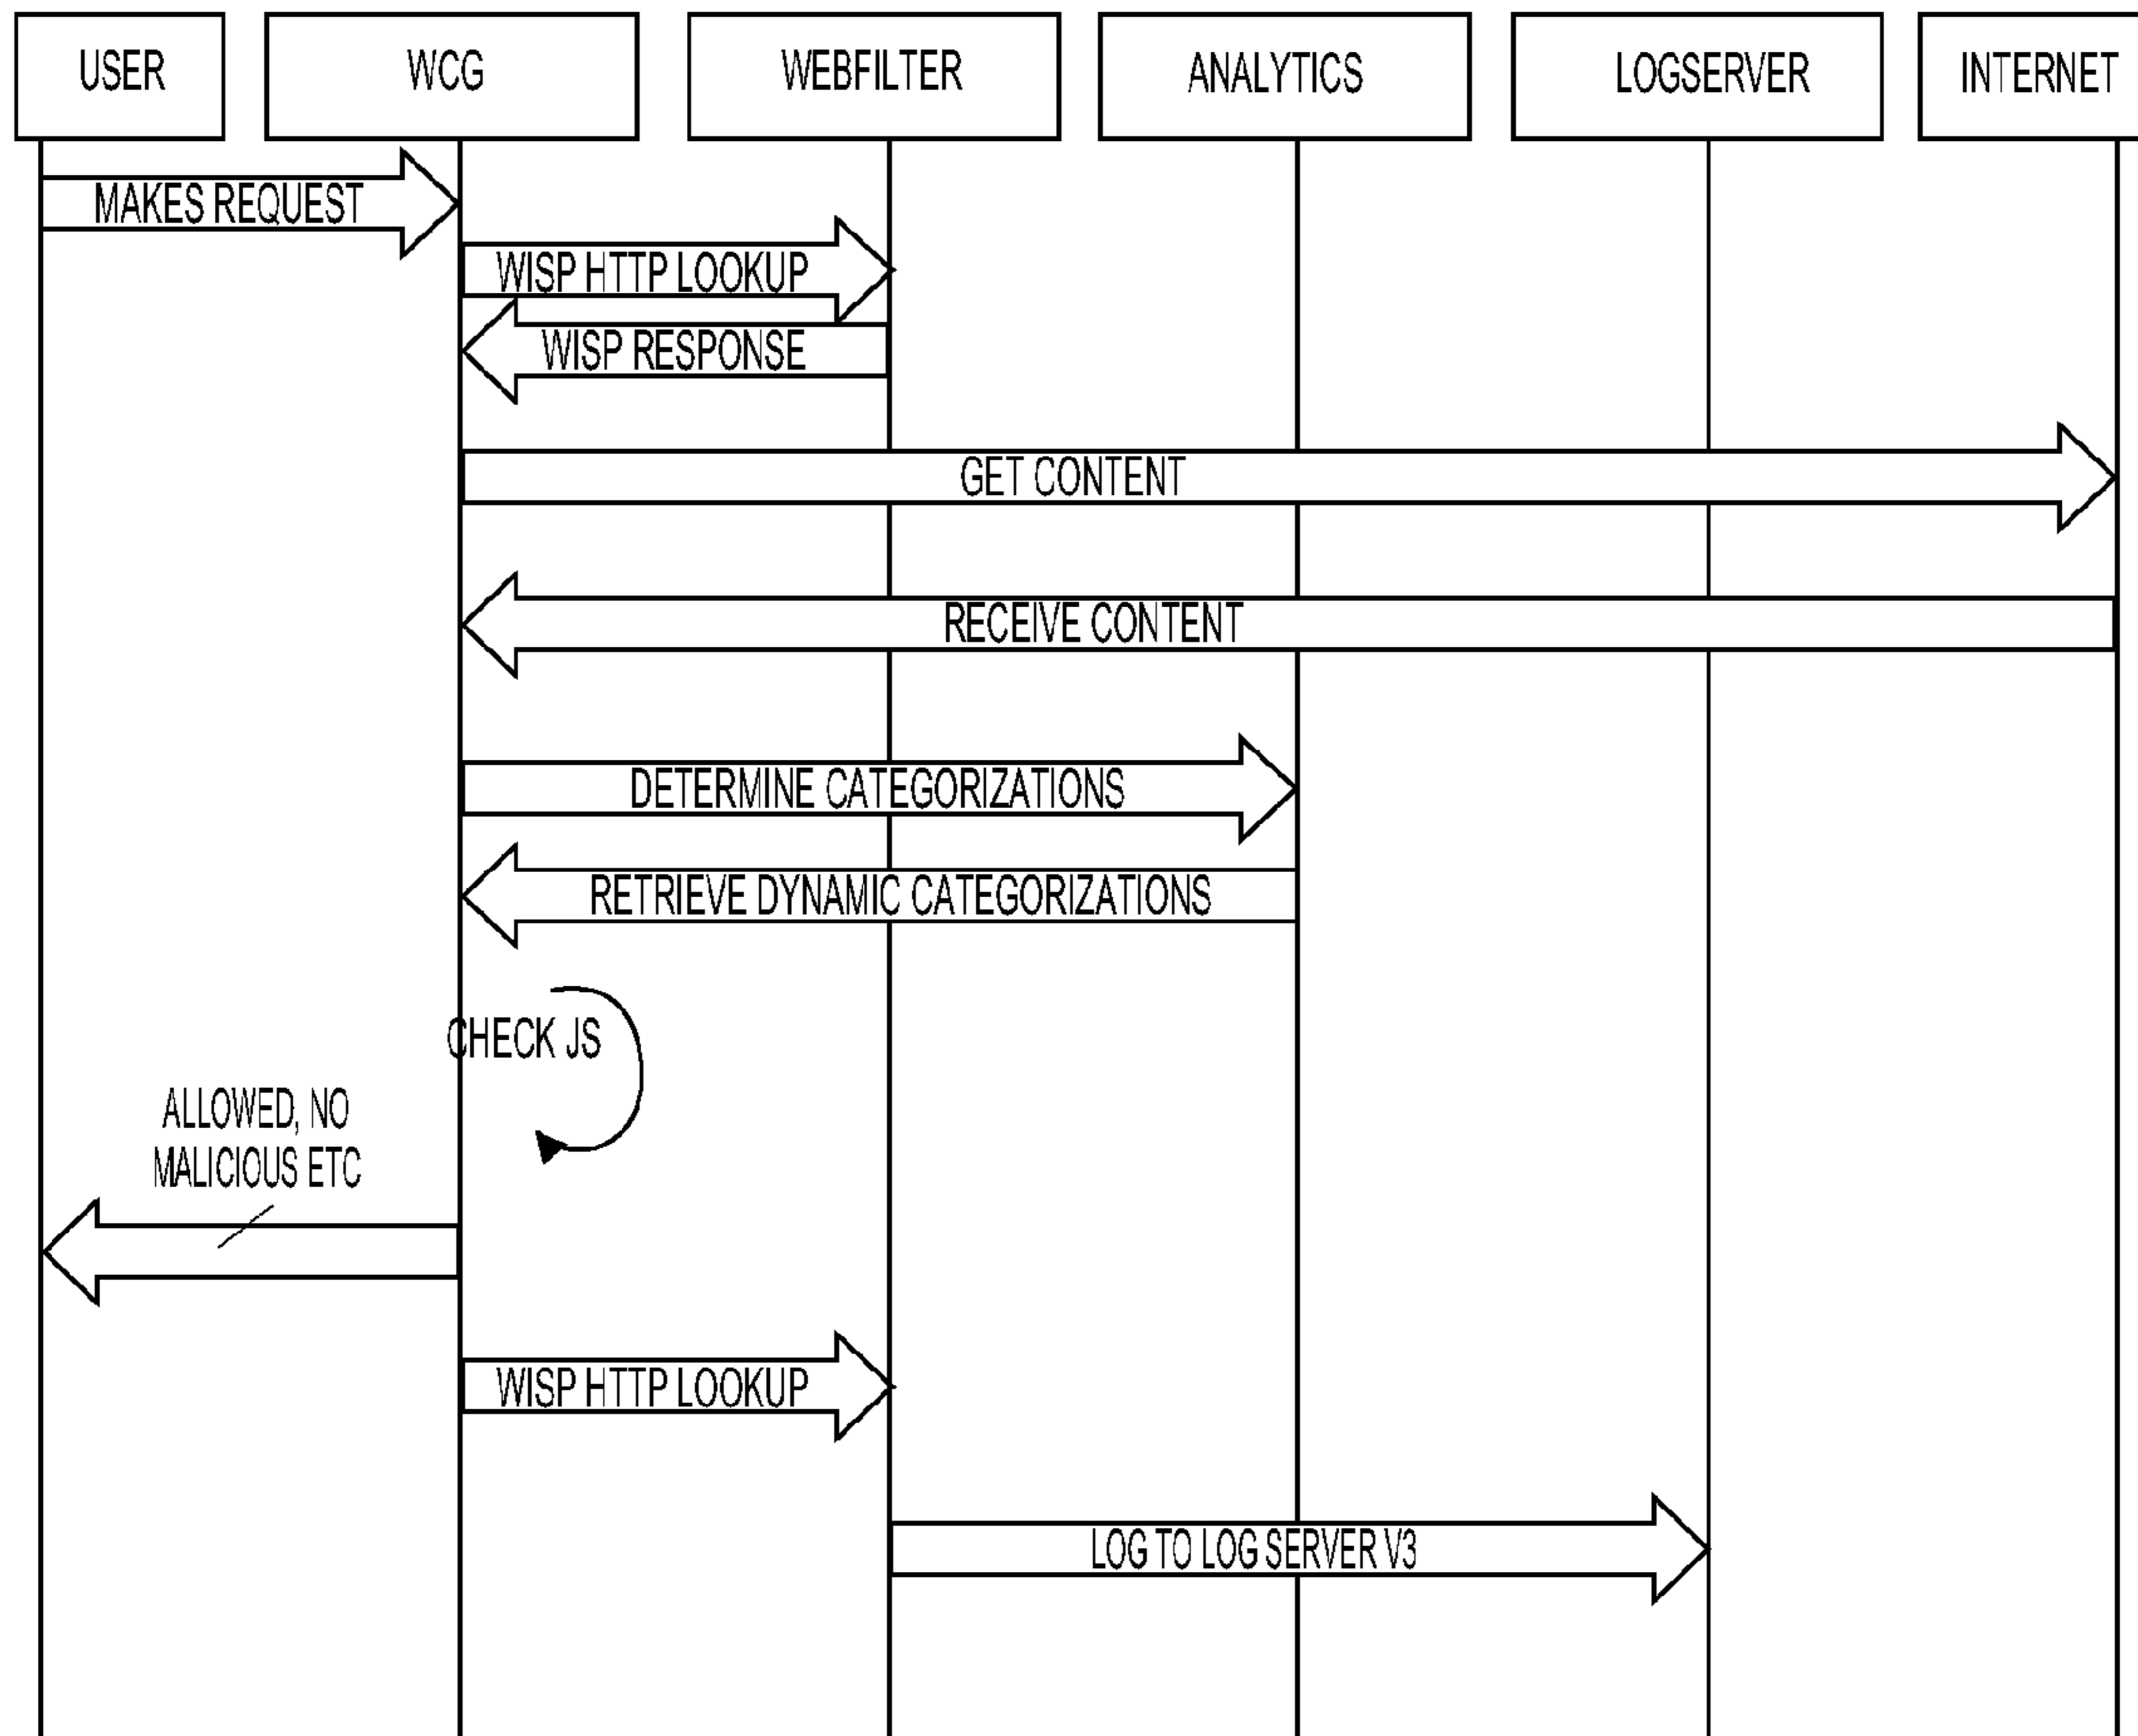 USER
WCG
WEBFILTER
ANALYTICS
LOGSERVER
INTERNET
MAKES REQUEST
WISP HTTP LOOKUP
WISP RESPONSE
GET CONTENT
RECEIVE CONTENT
DETERMINE CATEGORIZATIONS
RETRIEVE DYNAMIC CATEGORIZATIONS
CHECK JS
ALLOWED, NO
MALICIOUS ETC
WISP HTTP LOOKUP
LOG TO LOG SERVER V3